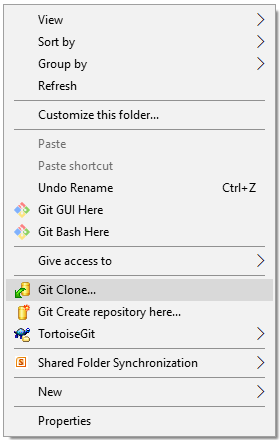 View
Sort by
Group by
Refresh
Customize this folder...
Paste
Paste shortcut
Undo Rename Ctrl+Z
Git GUI Here
Git Bash Here
Give access to
Git Clone...
Git Create repository here...
TortoiseGit
Shared Folder Synchronization
New
Properties